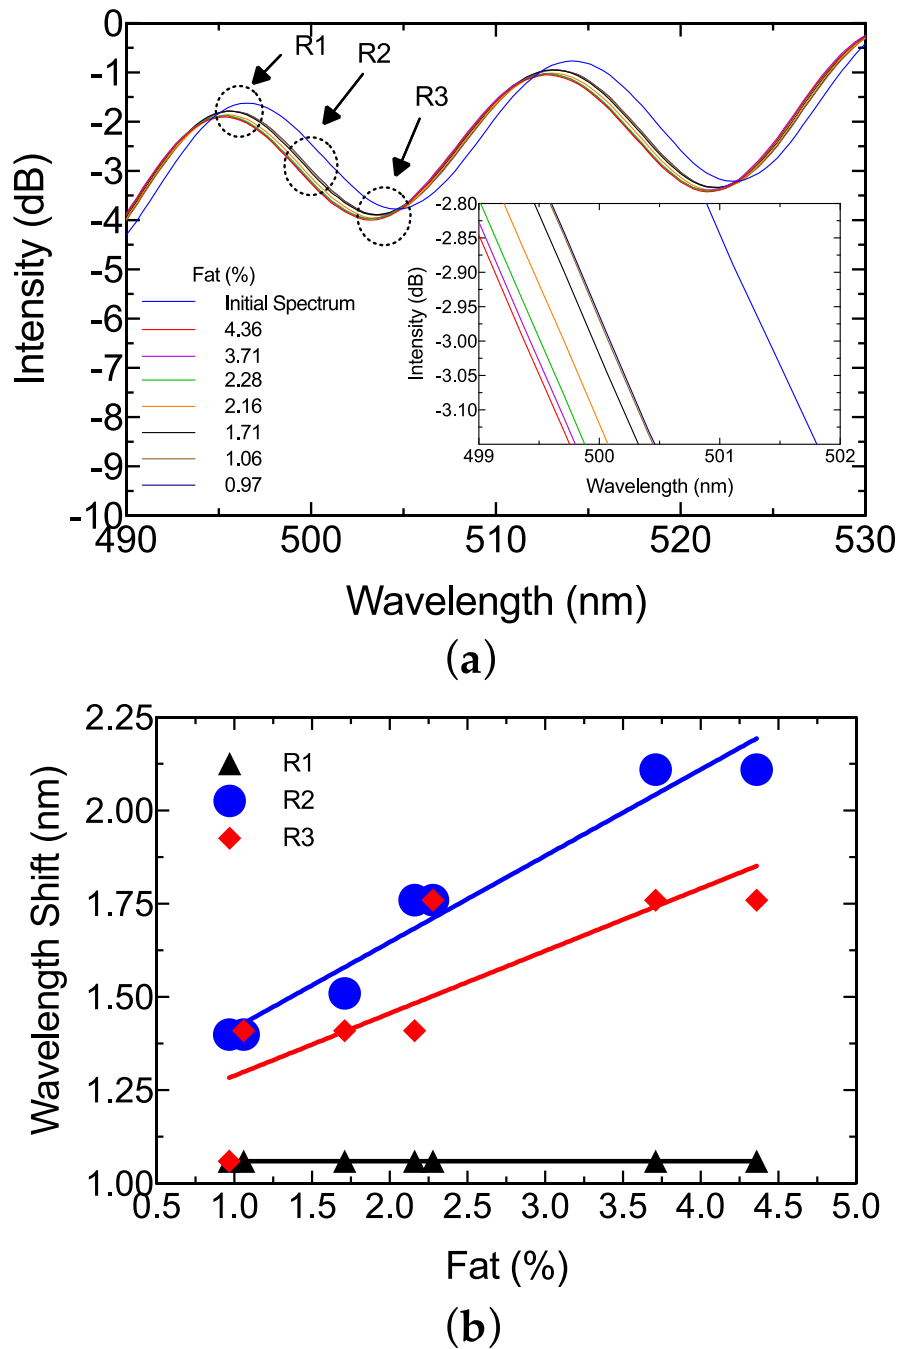 0
-1
-2
-3
-4
-5
-6
-7
-8
-9
-10
Intensity (dB)
R1
R2
R3
Fat (%)
Initial Spectrum
4.36
3.71
2.28
2.16
1.71
1.06
0.97
-2.80
-2.85
-2.90
-2.95
-3.00
-3.05
-3.10
Intensity (dB)
499 500 501 502
Wavelength (nm)
490 500 510 520 530
Wavelength (nm)
(a)
2.25
2.00
1.75
1.50
1.25
1.00
Wavelength Shift (nm)
R1
R2
R3
0.5 1.0 1.5 2.0 2.5 3.0 3.5 4.0 4.5 5.0
Fat (%)
(b)